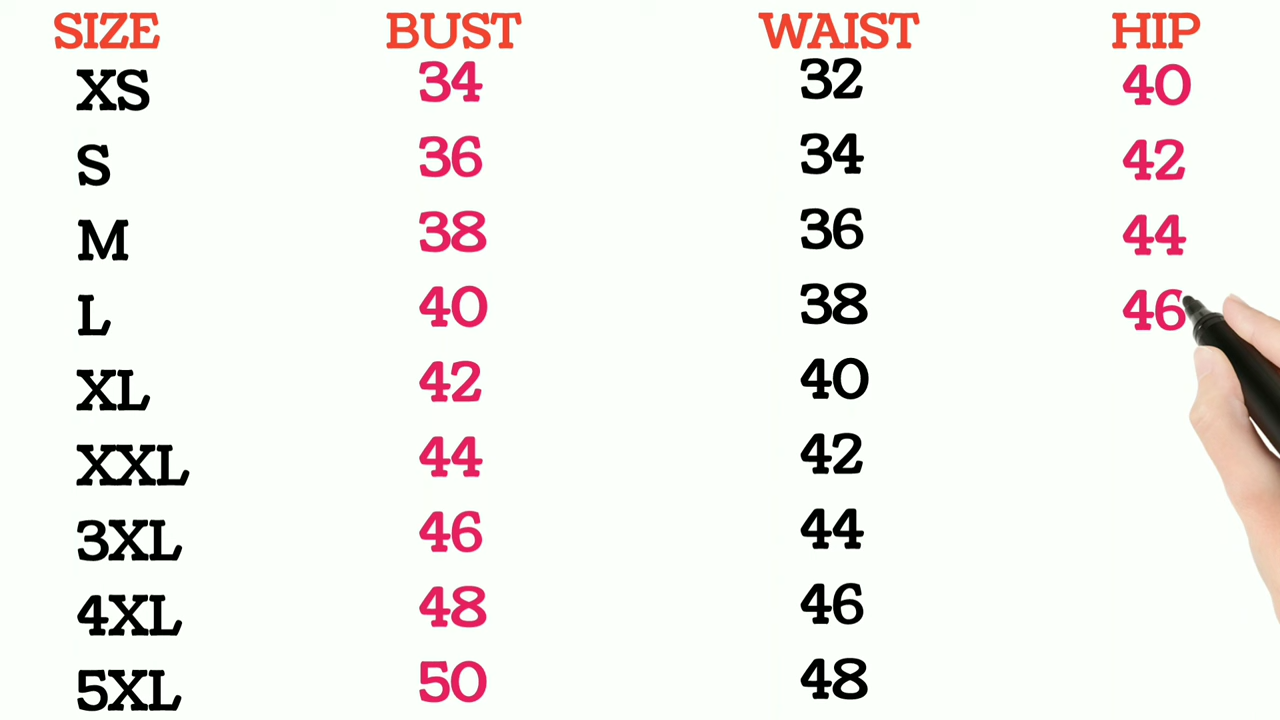 SIZE BUST WAIST HIP
XS 34 32 40
S 36 34 42
M 38 36 44
L 40 38 46
XL 42 40
XXL 44 42
3XL 46 44
4XL 48 46
5XL 50 48